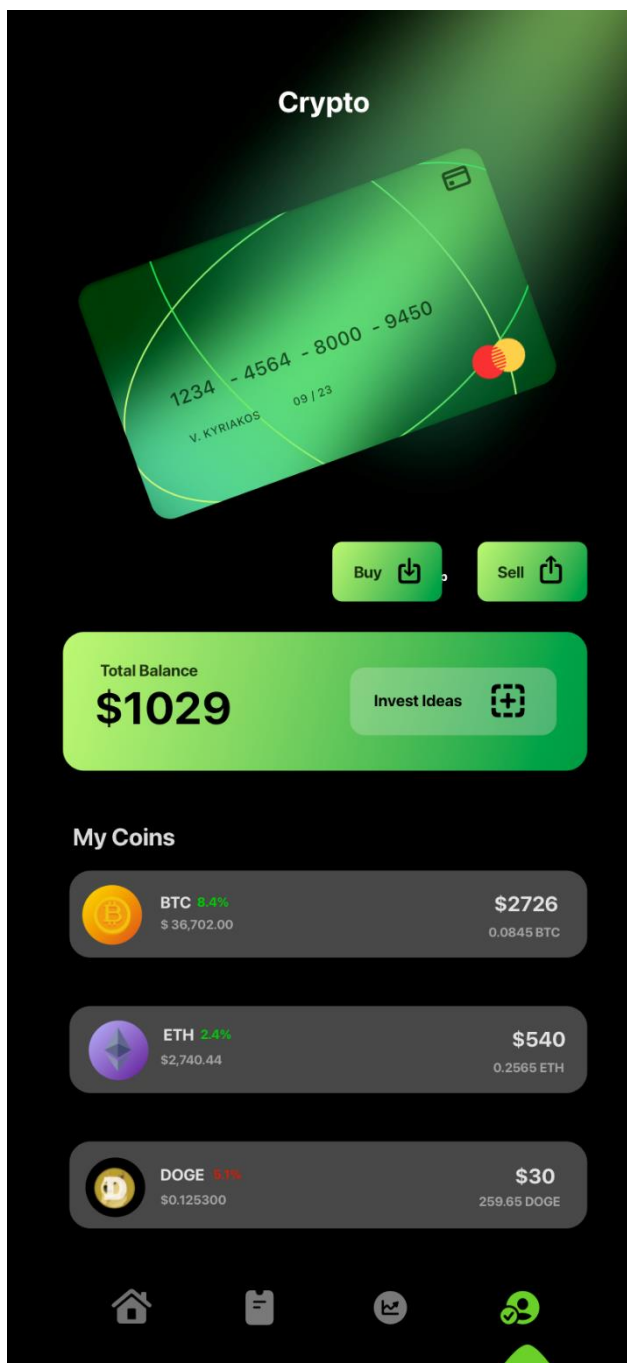 Crypto
1234 - 4564 - 8000 - 9450
V. KYRIAKOS 09 / 23
Buy Sell
Total Balance
$1029
Invest Ideas
My Coins
BTC 8.4% $2726
$ 36,702.00 0.0845 BTC
ETH 2.4% $540
$2,740.44 0.2565 ETH
DOGE 5.1% $30
$0.125300 259.65 DOGE